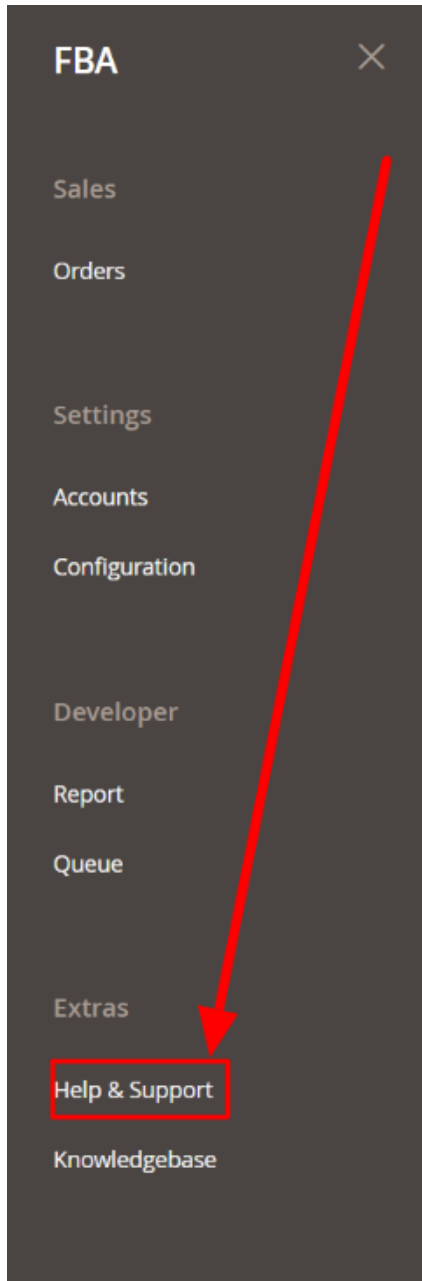 FBA
Sales
Orders
Settings
Accounts
Configuration
Developer
Report
Queue
Extras
Help & Support
Knowledgebase